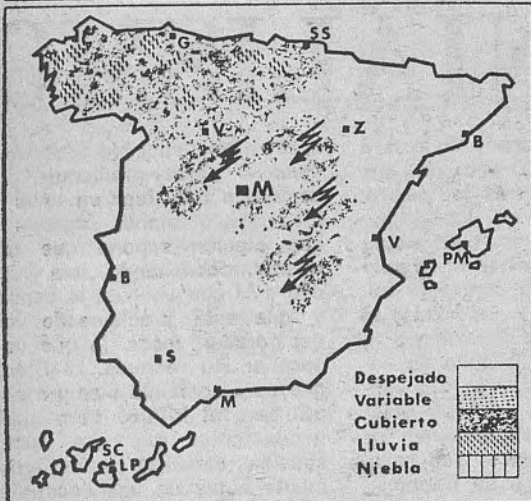 C
G
SS
V
Z
B
M
V
PM
B
S
M
SC
LP
Despejado
Variable
Cubierto
Lluvia
Niebla